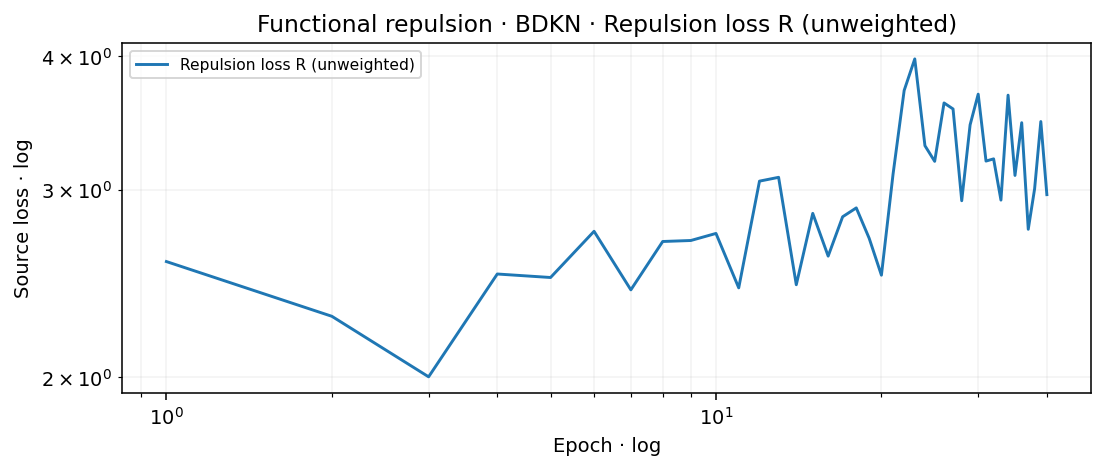 Functional repulsion · BDKN · Repulsion loss R (unweighted)
Repulsion loss R (unweighted)
4 × 10⁰
3 × 10⁰
2 × 10⁰
Source loss · log
10⁰
10¹
Epoch · log